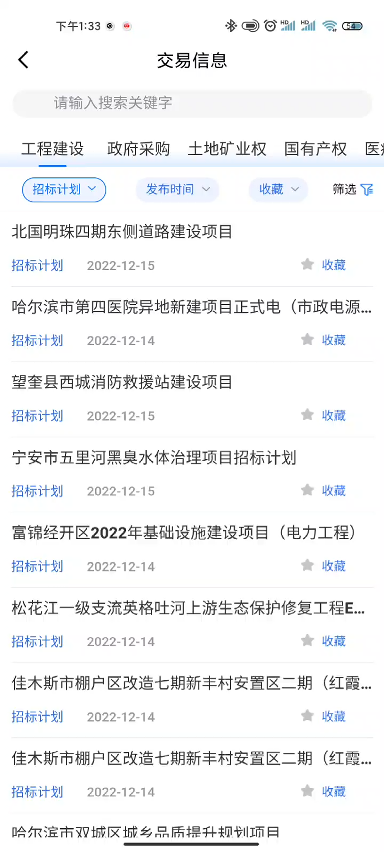 下午1:33
54
交易信息
请输入搜索关键字
工程建设 政府采购 土地矿业权 国有产权 医
招标计划 发布时间 收藏 筛选
北国明珠四期东侧道路建设项目
招标计划 2022-12-15 收藏
哈尔滨市第四医院异地新建项目正式电（市政电源...
招标计划 2022-12-14 收藏
望奎县西城消防救援站建设项目
招标计划 2022-12-15 收藏
宁安市五里河黑臭水体治理项目招标计划
招标计划 2022-12-15 收藏
富锦经开区2022年基础设施建设项目（电力工程）
招标计划 2022-12-14 收藏
松花江一级支流英格吐河上游生态保护修复工程E...
招标计划 2022-12-14 收藏
佳木斯市棚户区改造七期新丰村安置区二期（红霞...
招标计划 2022-12-14 收藏
佳木斯市棚户区改造七期新丰村安置区二期（红霞...
招标计划 2022-12-14 收藏
哈尔滨市双城区城乡品质提升规划项目